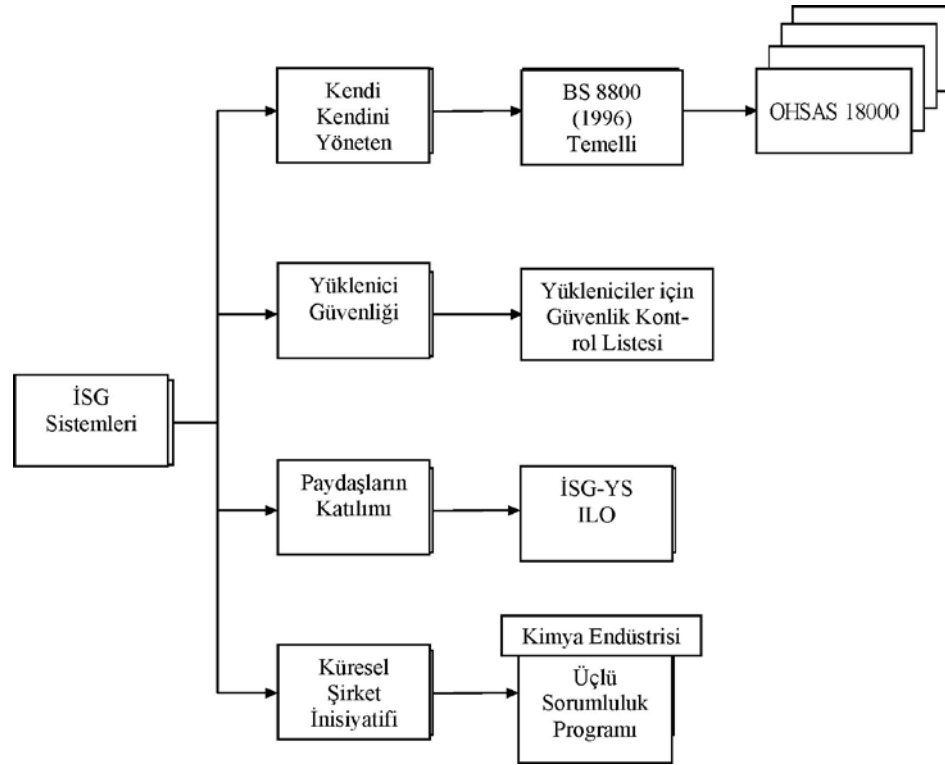 Kendi
Kendini
Yöneten
BS 8800
(1996)
Temelli
OHSAS 18000
Yüklenici
Güvenliği
Yükleniciler için
Güvenlik Kont-
rol Listesi
İSG
Sistemleri
Paydaşların
Katılımı
İSG-YS
ILO
Küresel
Şirket
İnisiyatifi
Kimya Endüstrisi
Üçlü
Sorumluluk
Programı